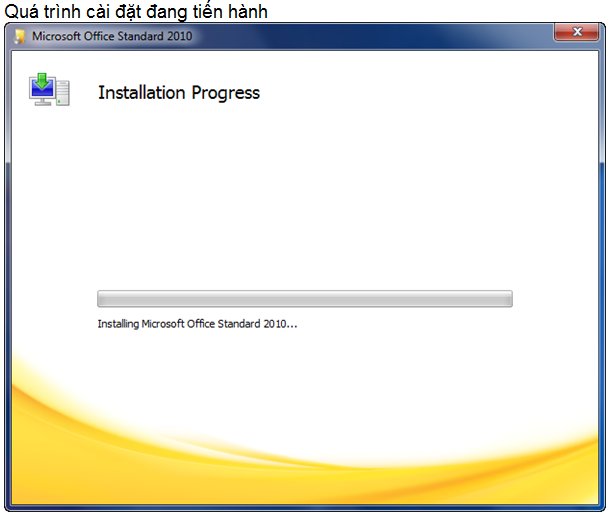 Quá trình cài đặt đang tiến hành
Microsoft Office Standard 2010
Installation Progress
Installing Microsoft Office Standard 2010...